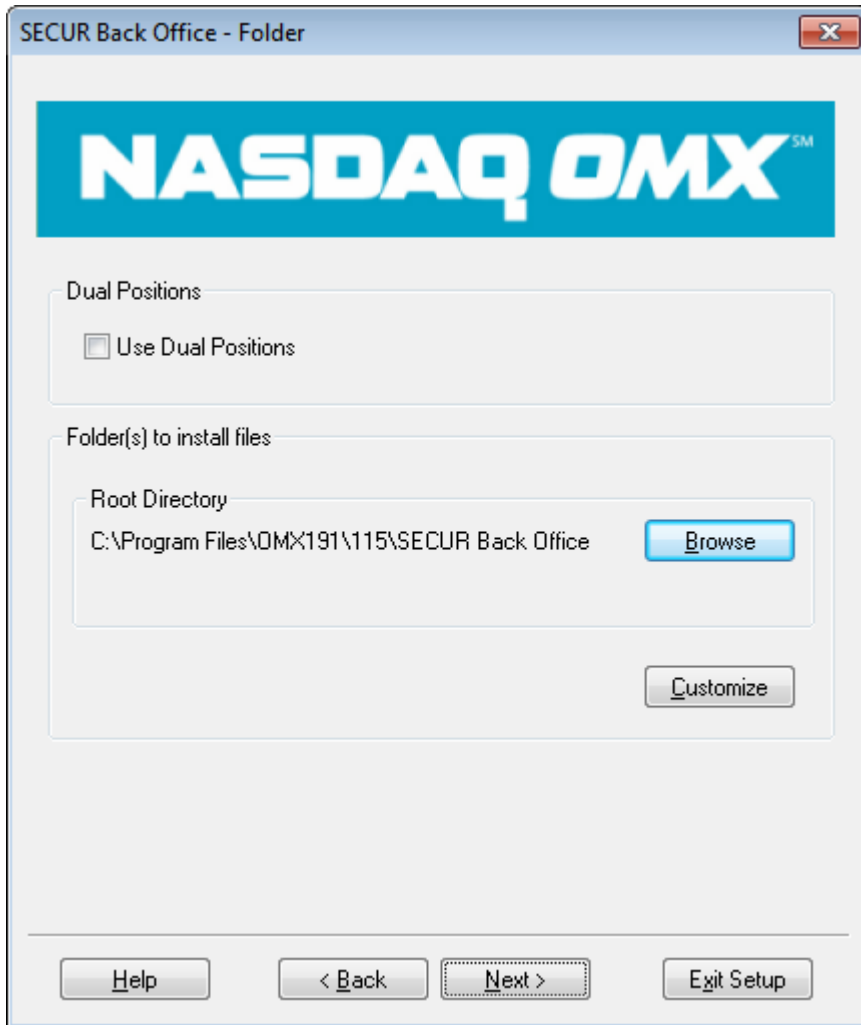 SECUR Back Office - Folder
NASDAQ OMX SM
Dual Positions
Use Dual Positions
Folder(s) to install files
Root Directory
C:\Program Files\OMX191\115\SECUR Back Office Browse
Customize
Help < Back Next > Exit Setup